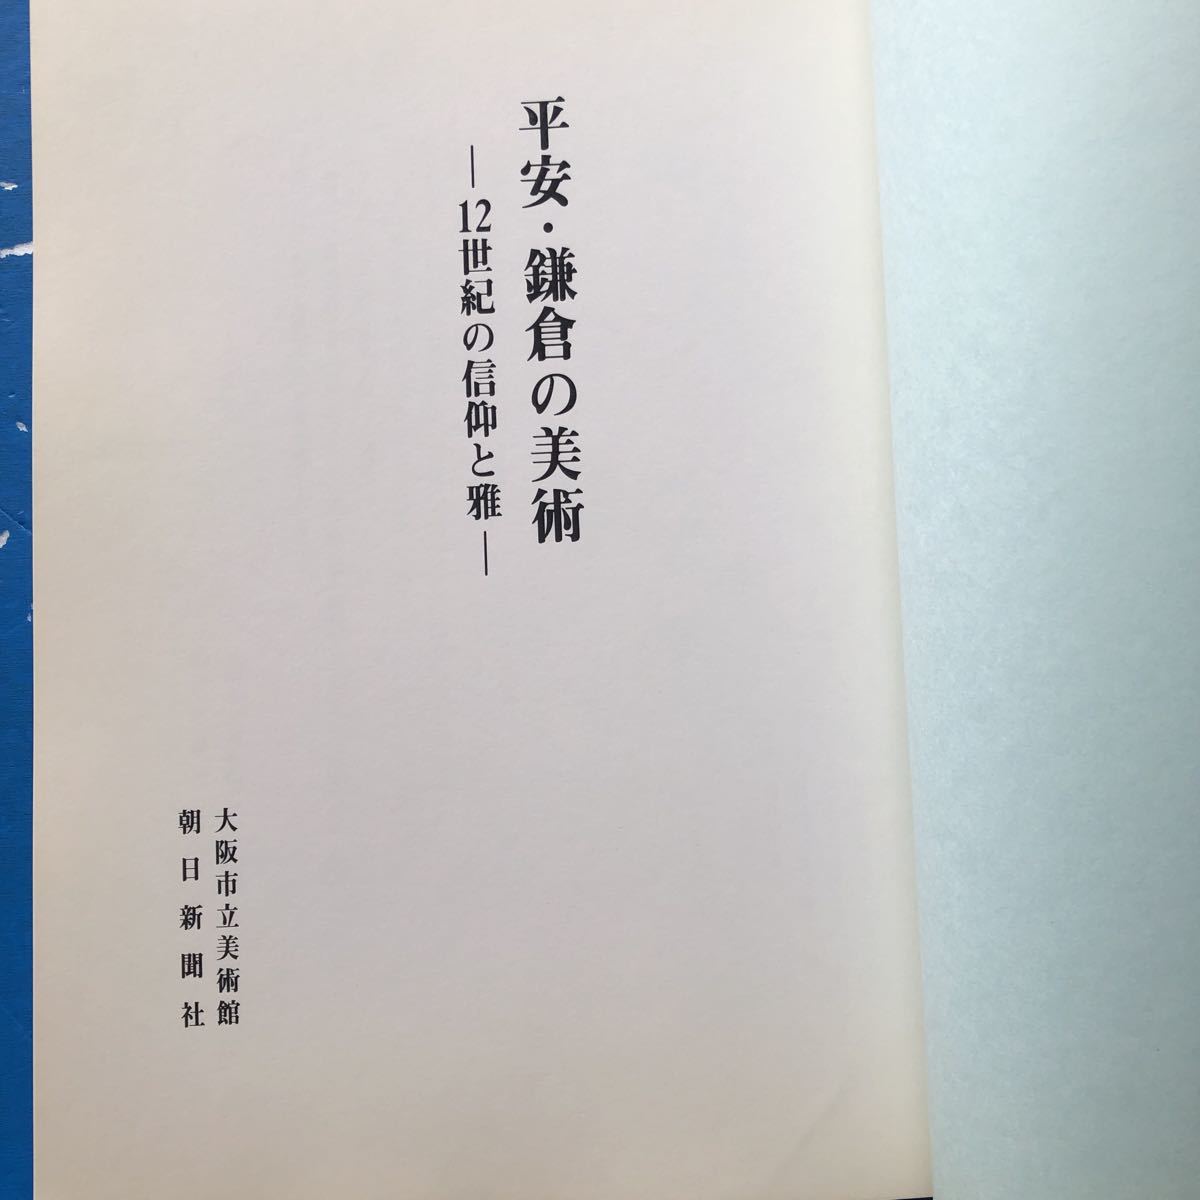 平安・鎌倉の美術
―12世紀の信仰と雅―
大阪市立美術館
朝日新聞社